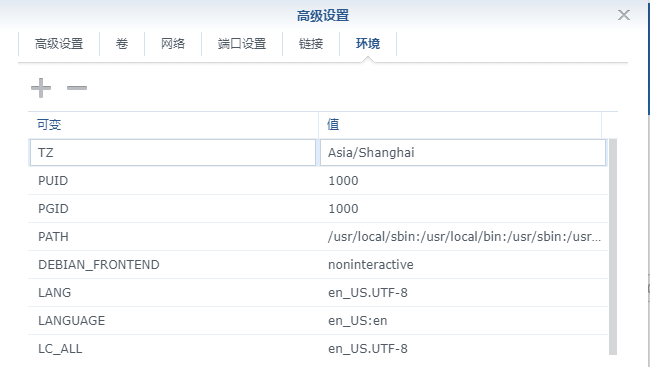 高级设置
高级设置 卷 网络 端口设置 链接 环境
可变 值
TZ Asia/Shanghai
PUID 1000
PGID 1000
PATH /usr/local/sbin:/usr/local/bin:/usr/sbin:/usr...
DEBIAN_FRONTEND noninteractive
LANG en_US.UTF-8
LANGUAGE en_US:en
LC_ALL en_US.UTF-8